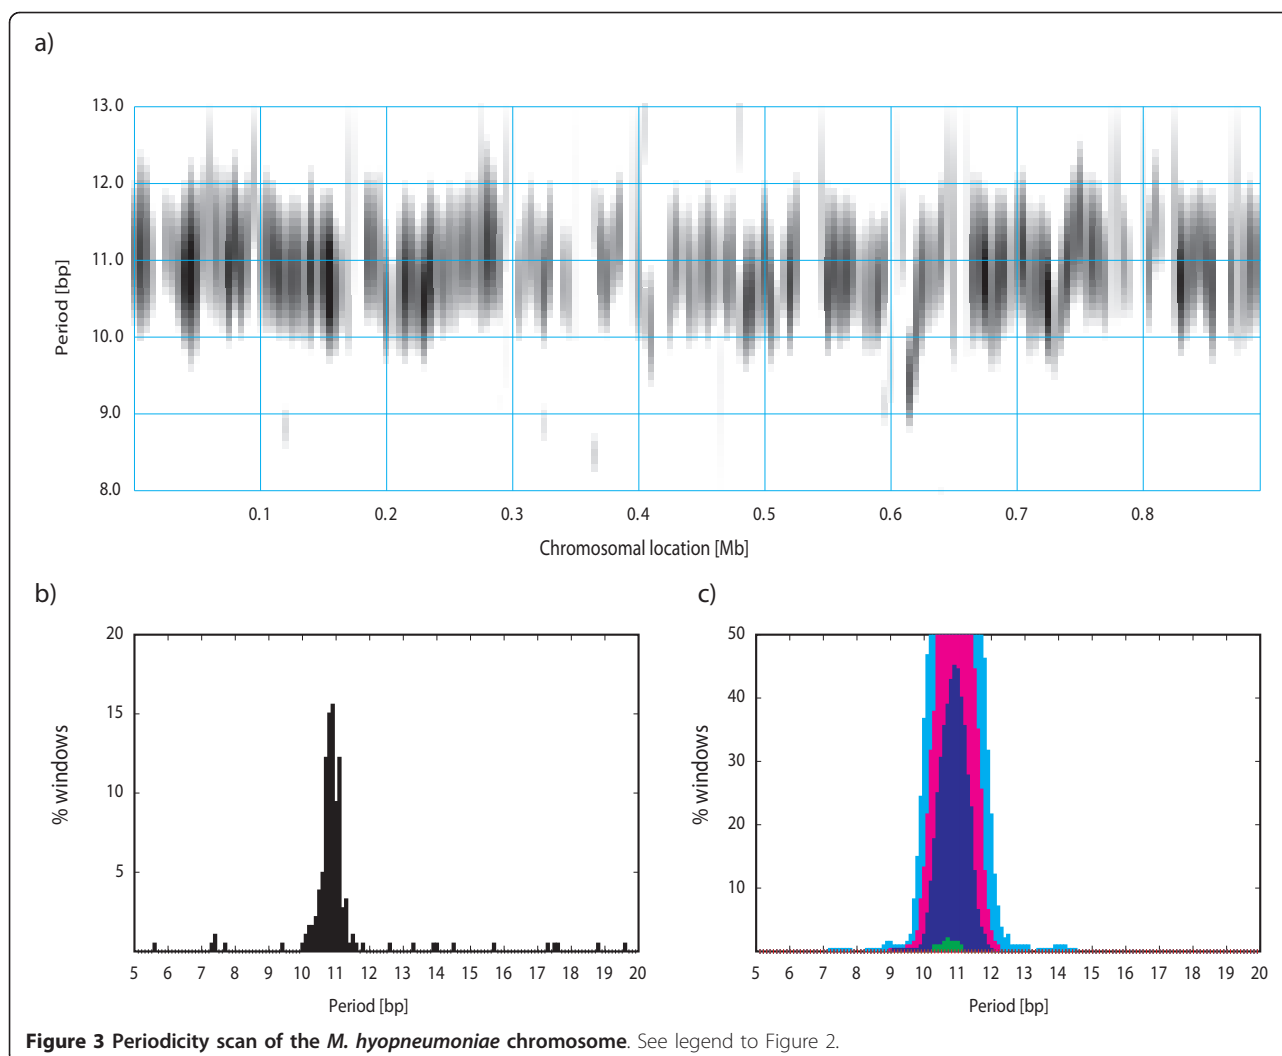 a)
13.0
12.0
11.0
10.0
9.0
8.0
Period [bp]
0.1 0.2 0.3 0.4 0.5 0.6 0.7 0.8
Chromosomal location [Mb]
b)
20
15
10
5
% windows
5 6 7 8 9 10 11 12 13 14 15 16 17 18 19 20
Period [bp]
c)
50
40
30
20
10
% windows
5 6 7 8 9 10 11 12 13 14 15 16 17 18 19 20
Period [bp]
Figure 3 Periodicity scan of the M. hyopneumoniae chromosome. See legend to Figure 2.